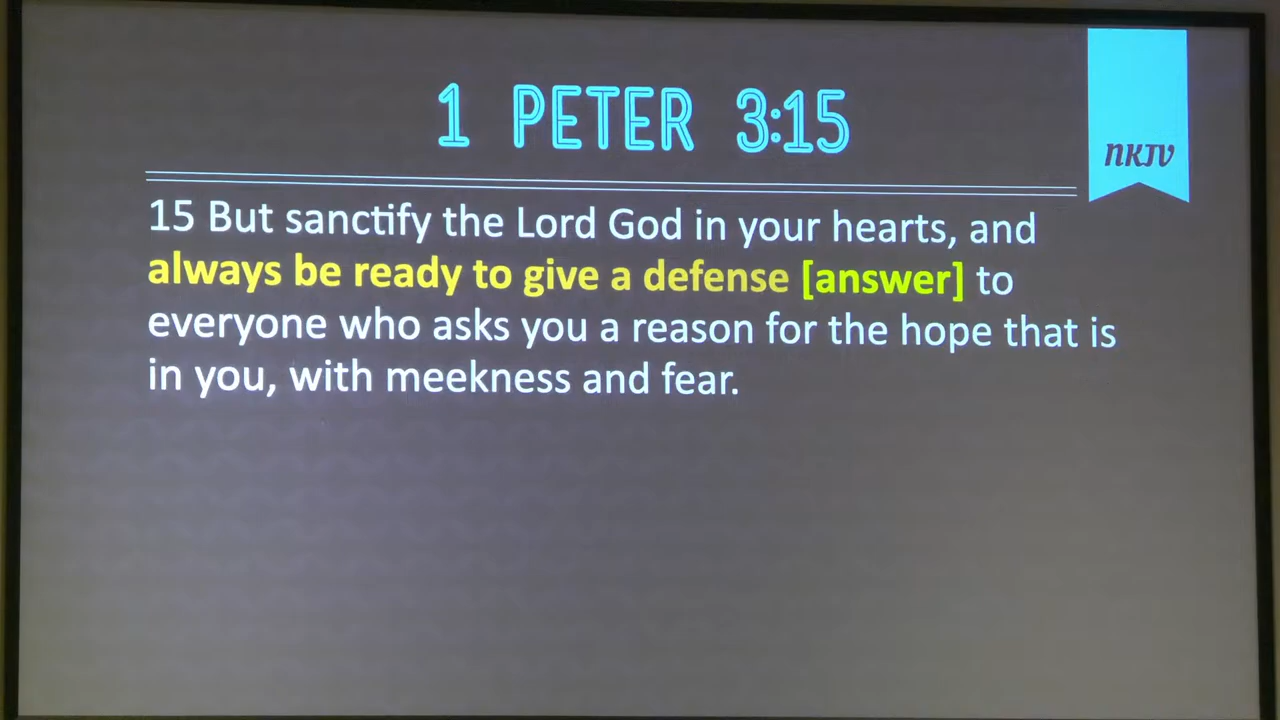 1 PETER 3:15
NKJV
15 But sanctify the Lord God in your hearts, and
always be ready to give a defense [answer] to
everyone who asks you a reason for the hope that is
in you, with meekness and fear.